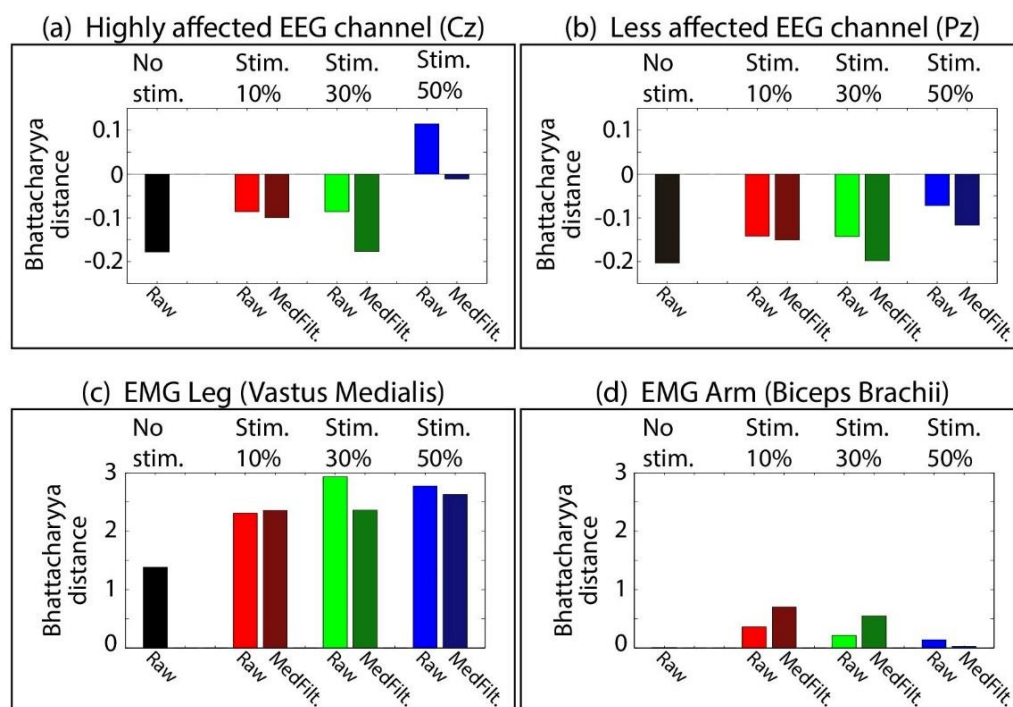 (a) Highly affected EEG channel (Cz)
No Stim. Stim. Stim.
stim. 10% 30% 50%
0.1
0
-0.1
-0.2
Bhattacharyya
distance
Raw Raw MedFilt. Raw MedFilt. Raw MedFilt.
(b) Less affected EEG channel (Pz)
No Stim. Stim. Stim.
stim. 10% 30% 50%
0.1
0
-0.1
-0.2
Bhattacharyya
distance
Raw Raw MedFilt. Raw MedFilt. Raw MedFilt.
(c) EMG Leg (Vastus Medialis)
No Stim. Stim. Stim.
stim. 10% 30% 50%
3
2
1
0
Bhattacharyya
distance
Raw Raw MedFilt. Raw MedFilt. Raw MedFilt.
(d) EMG Arm (Biceps Brachii)
No Stim. Stim. Stim.
stim. 10% 30% 50%
3
2
1
0
Bhattacharyya
distance
Raw Raw MedFilt. Raw MedFilt. Raw MedFilt.